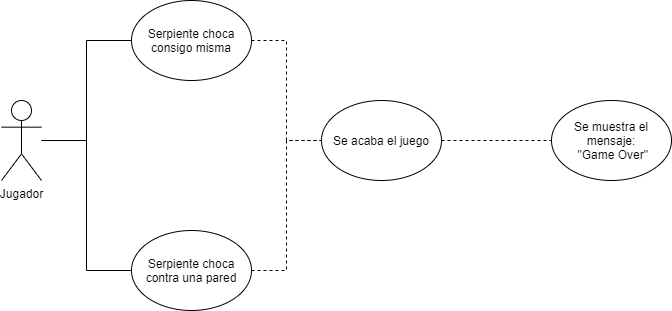 Serpiente choca
consigo misma
Jugador
Se acaba el juego
Se muestra el
mensaje:
"Game Over"
Serpiente choca
contra una pared